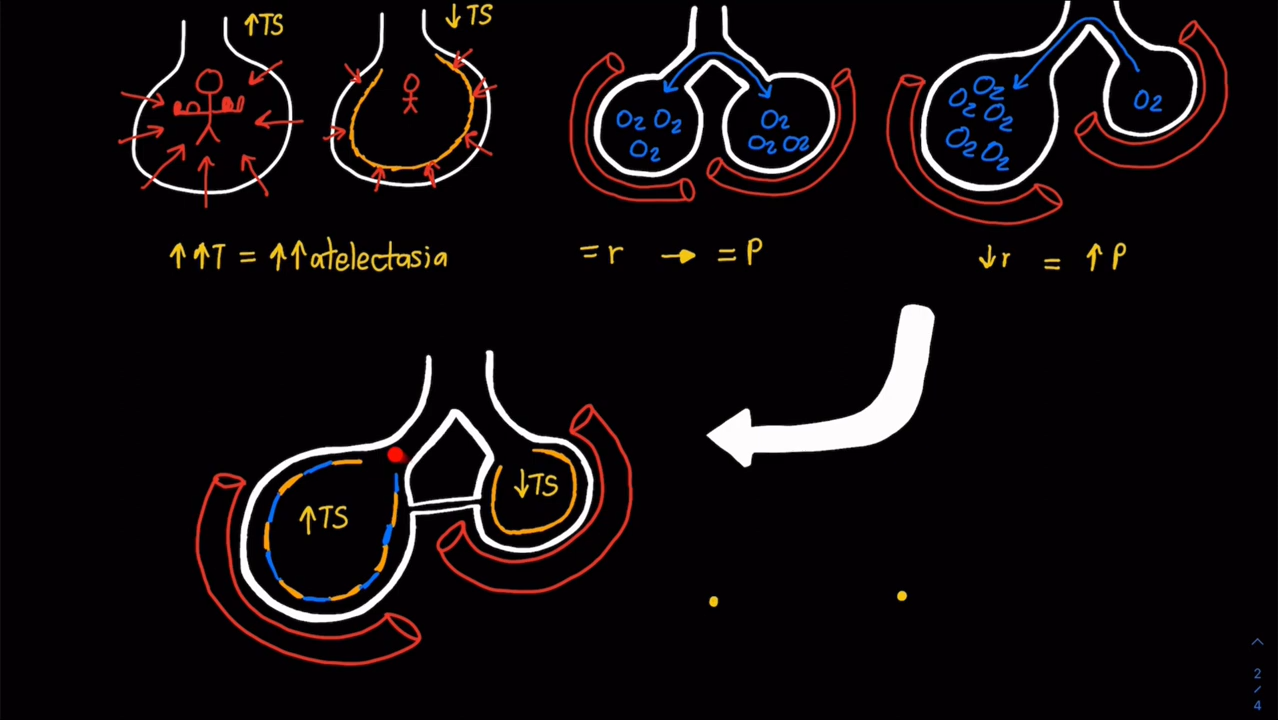 ↑TS
↓TS
O2 O2
O2
O2
O2 O2
O2
O2
O2
O2
O2
O2
↑↑T = ↑↑atelectasia
= r → = P
↓r = ↑P
↑TS
↓TS
2
/
4